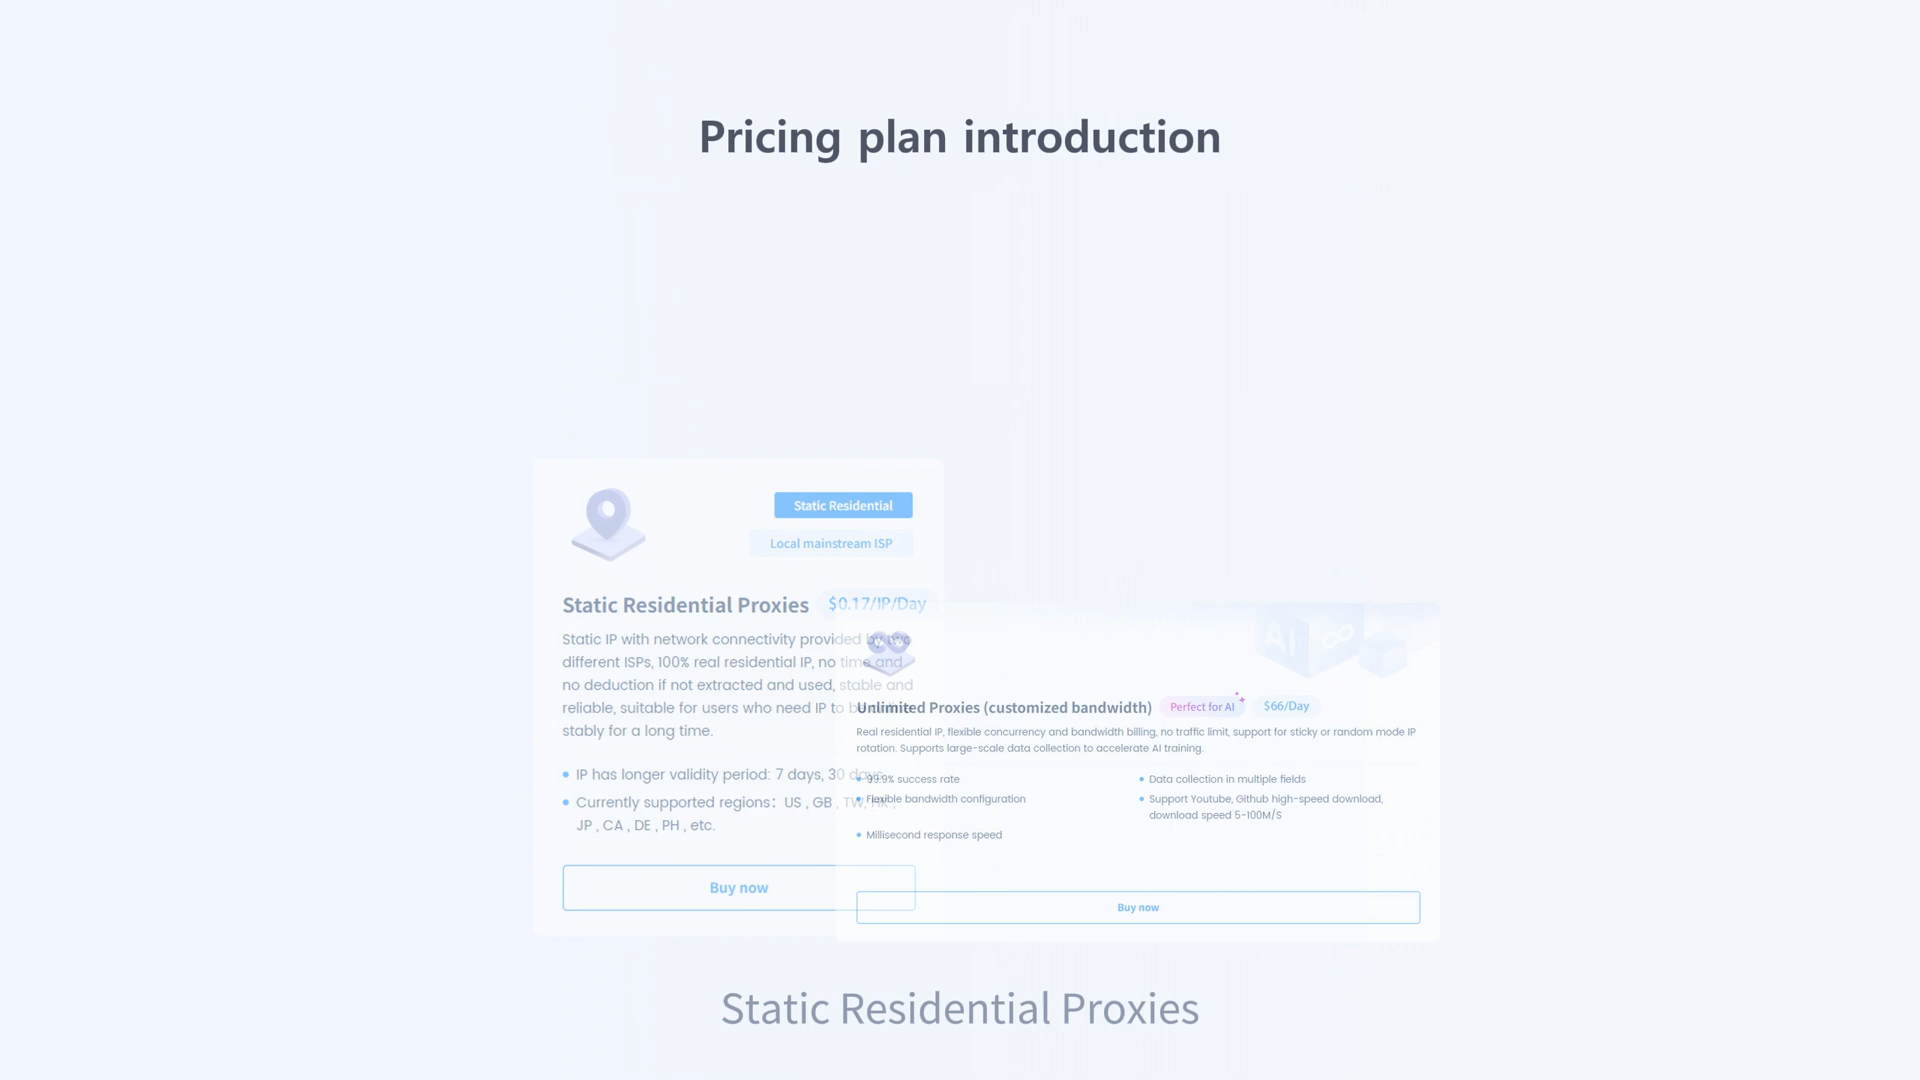 Pricing plan introduction
Static Residential
Local mainstream ISP
Static Residential Proxies $0.17/IP/Day
Static IP with network connectivity provided by two
different ISPs, 100% real residential IP, no time and
no deduction if not extracted and used, stable and
reliable, suitable for users who need IP to
stably for a long time.
IP has longer validity period: 7 days, 30 days
Currently supported regions： US , GB , TW, HK ,
JP , CA , DE , PH , etc.
Buy now
AI
Unlimited Proxies (customized bandwidth) Perfect for AI $66/Day
Real residential IP, flexible concurrency and bandwidth billing, no traffic limit, support for sticky or random mode IP
rotation. Supports large-scale data collection to accelerate AI training.
99.9% success rate
Data collection in multiple fields
Flexible bandwidth configuration
Support Youtube, Github high-speed download,
download speed 5-100M/S
Millisecond response speed
Buy now
Static Residential Proxies